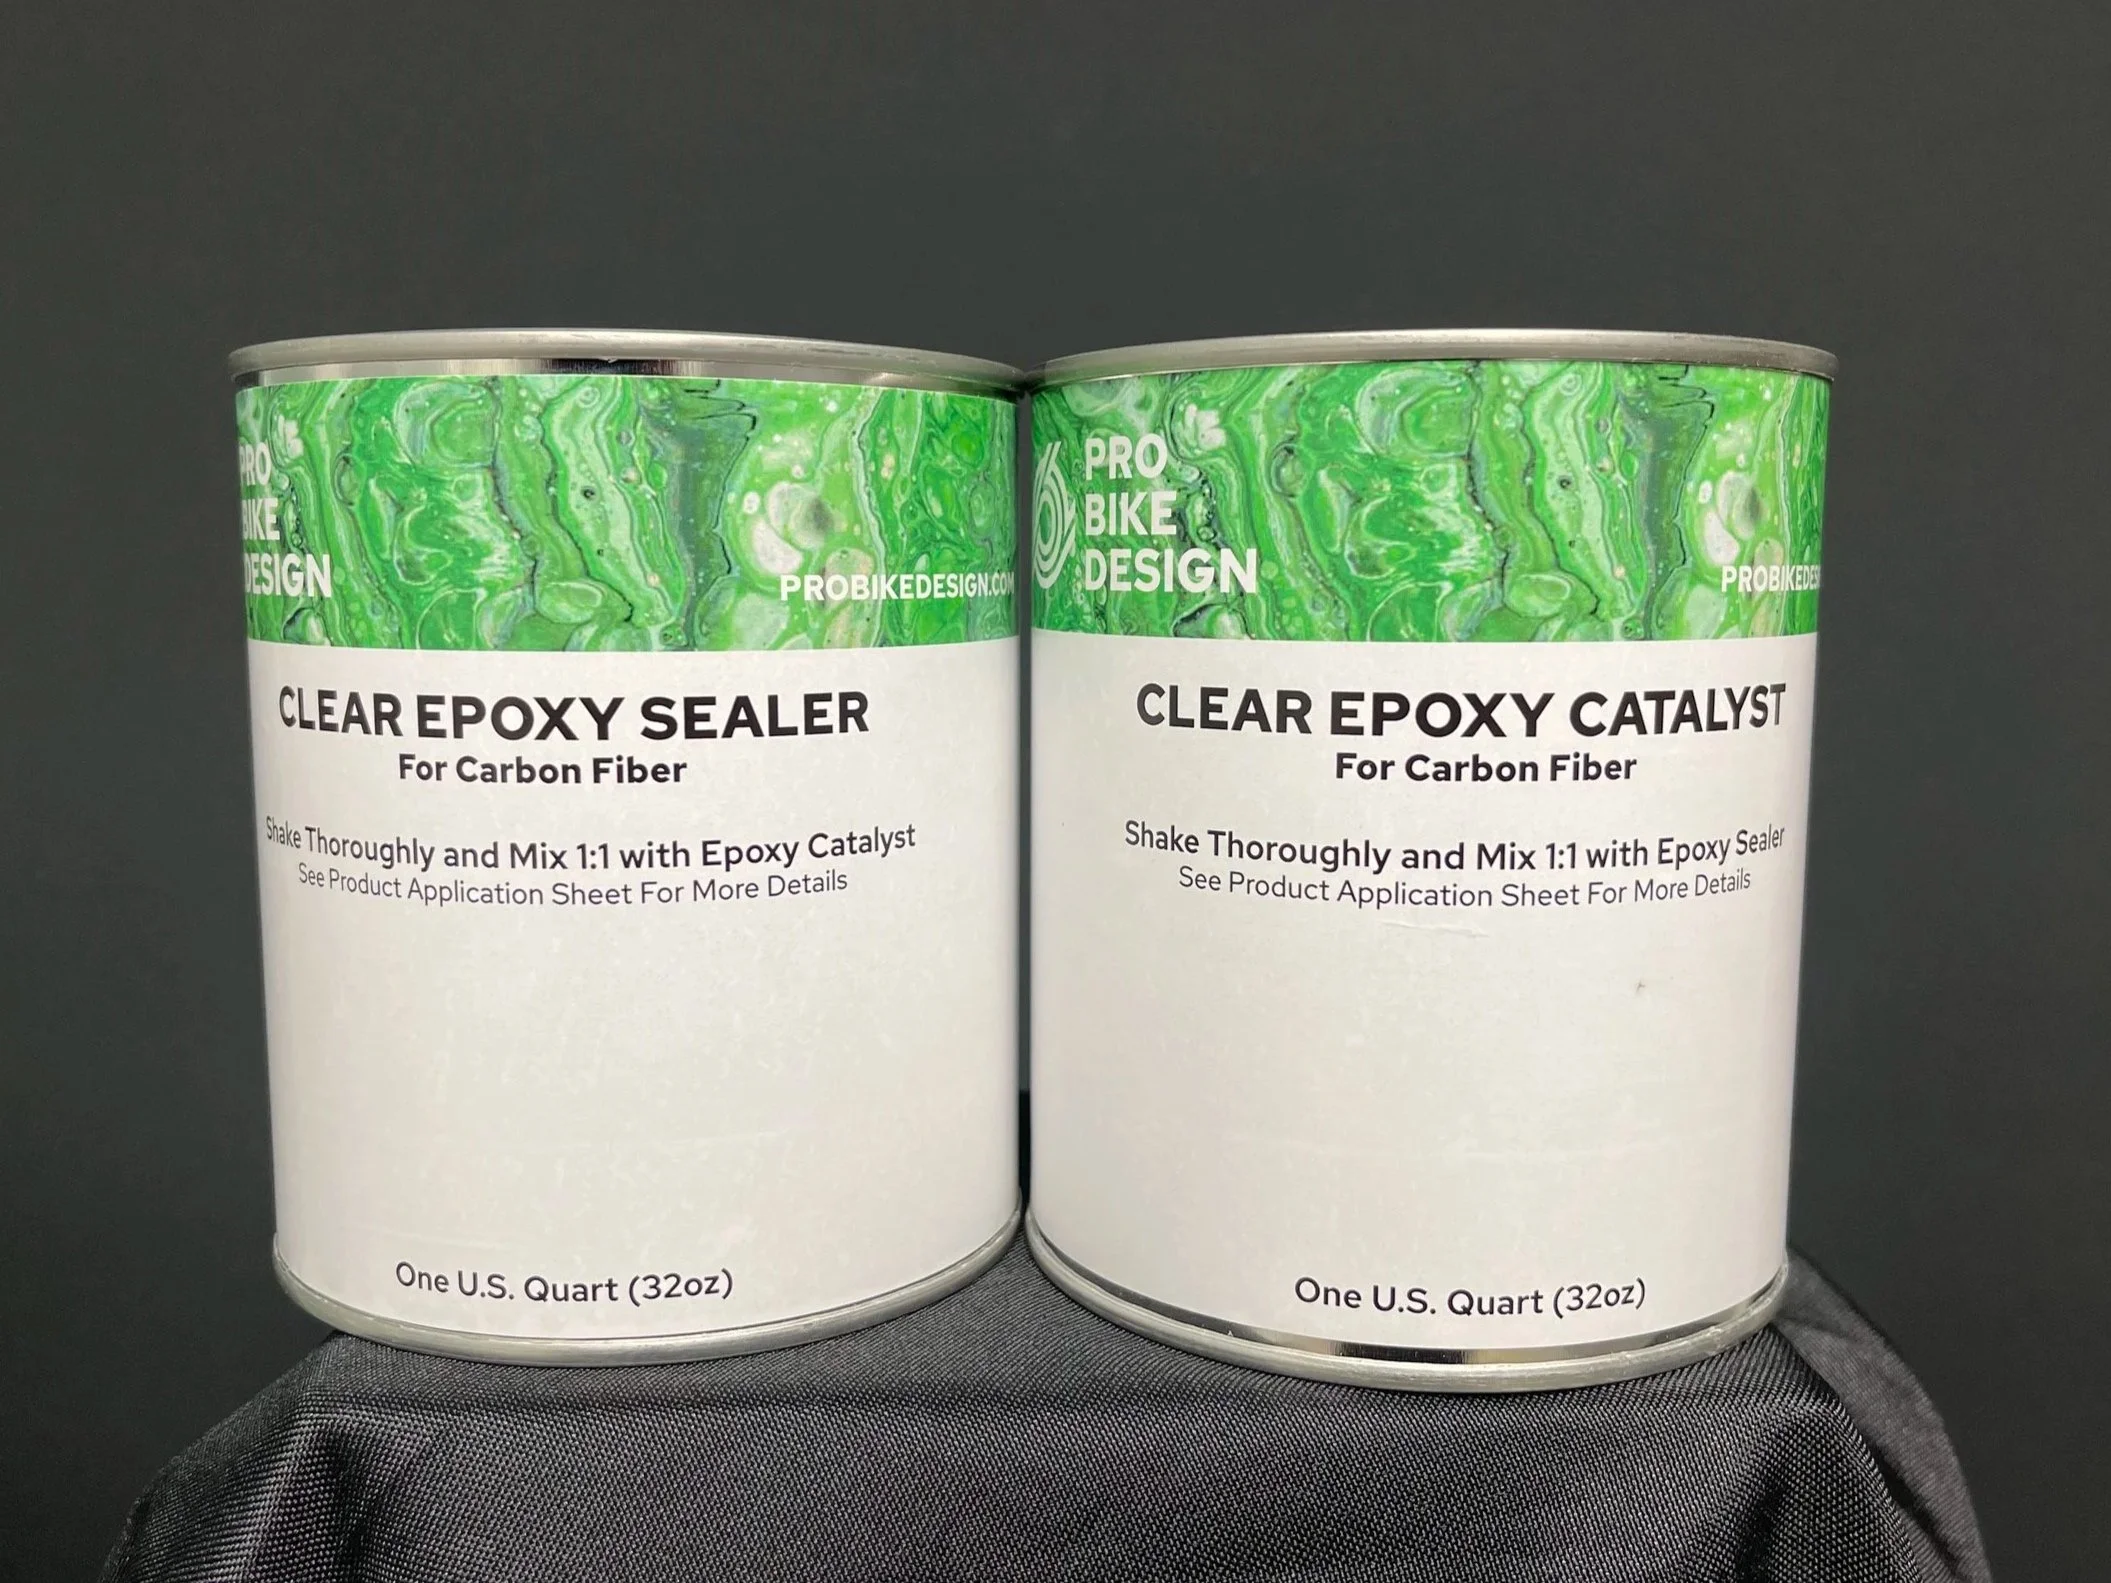 PRO
BIKE
DESIGN
PROBIKEDESIGN.COM
CLEAR EPOXY SEALER
For Carbon Fiber
Shake Thoroughly and Mix 1:1 with Epoxy Catalyst
See Product Application Sheet For More Details
One U.S. Quart (32oz)
PRO
BIKE
DESIGN
PROBIKEDES
CLEAR EPOXY CATALYST
For Carbon Fiber
Shake Thoroughly and Mix 1:1 with Epoxy Sealer
See Product Application Sheet For More Details
One U.S. Quart (32oz)